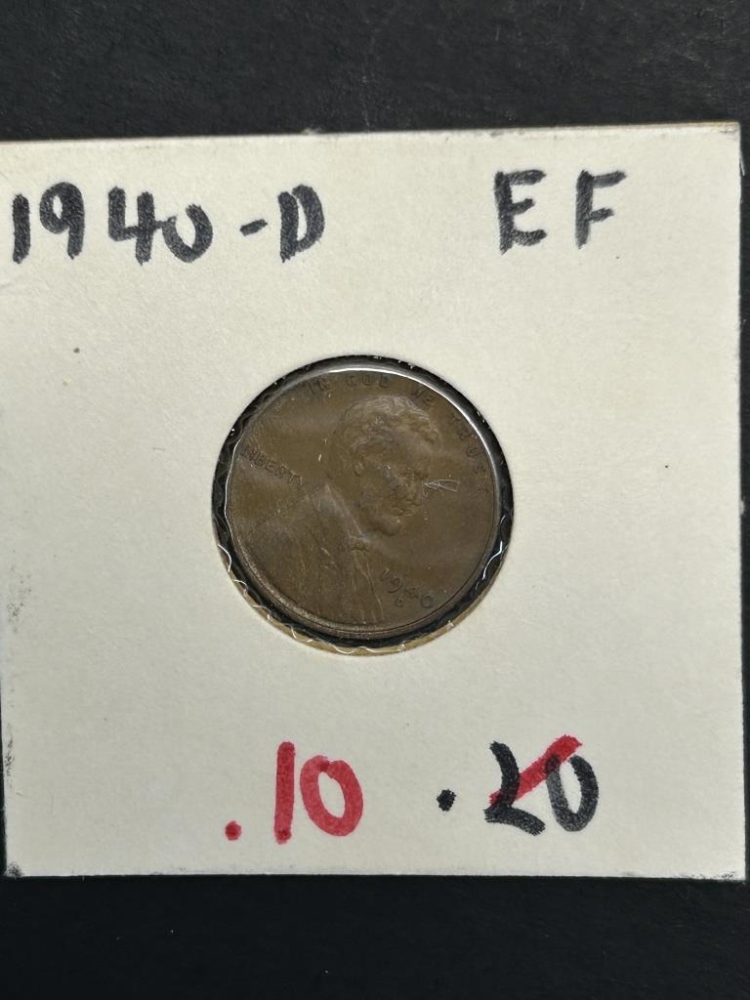 1940-D EF
IN GOD WE TRUST
LIBERTY
1940
D
.10 .20